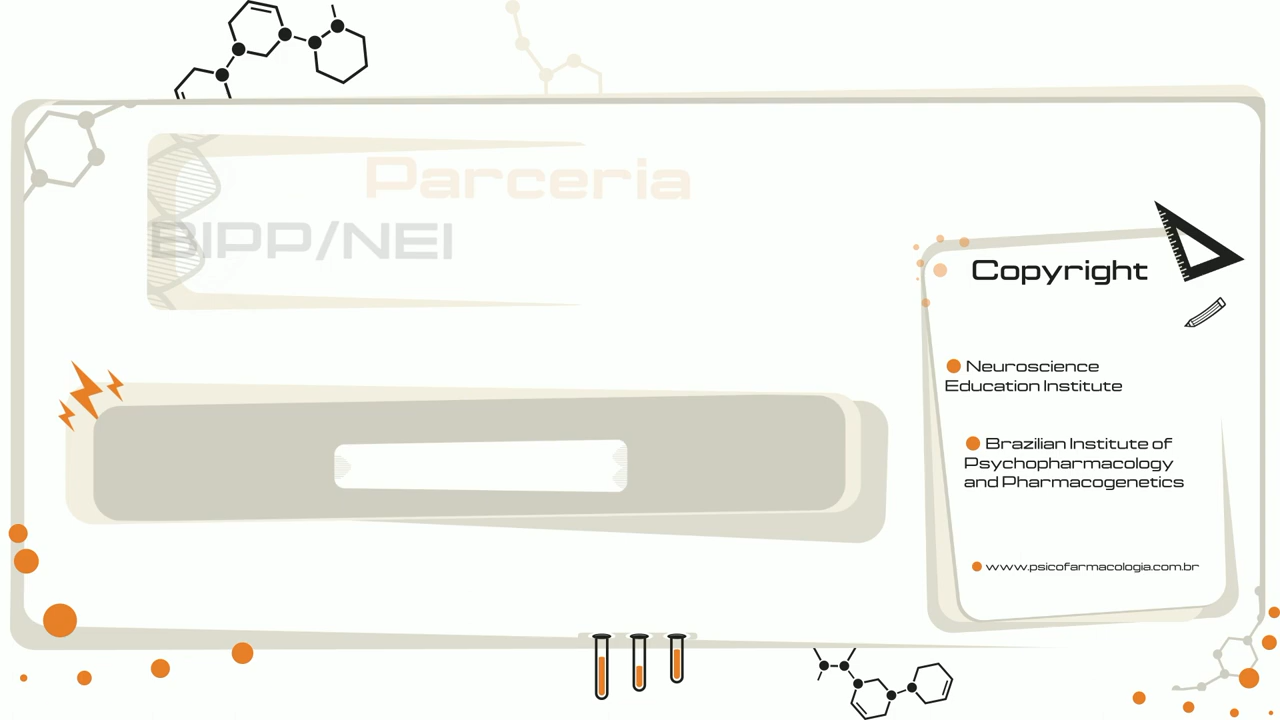 Parceria
BIPP/NEI
Copyright
Neuroscience
Education Institute
Brazilian Institute of
Psychopharmacology
and Pharmacogenetics
www.psicofarmacologia.com.br